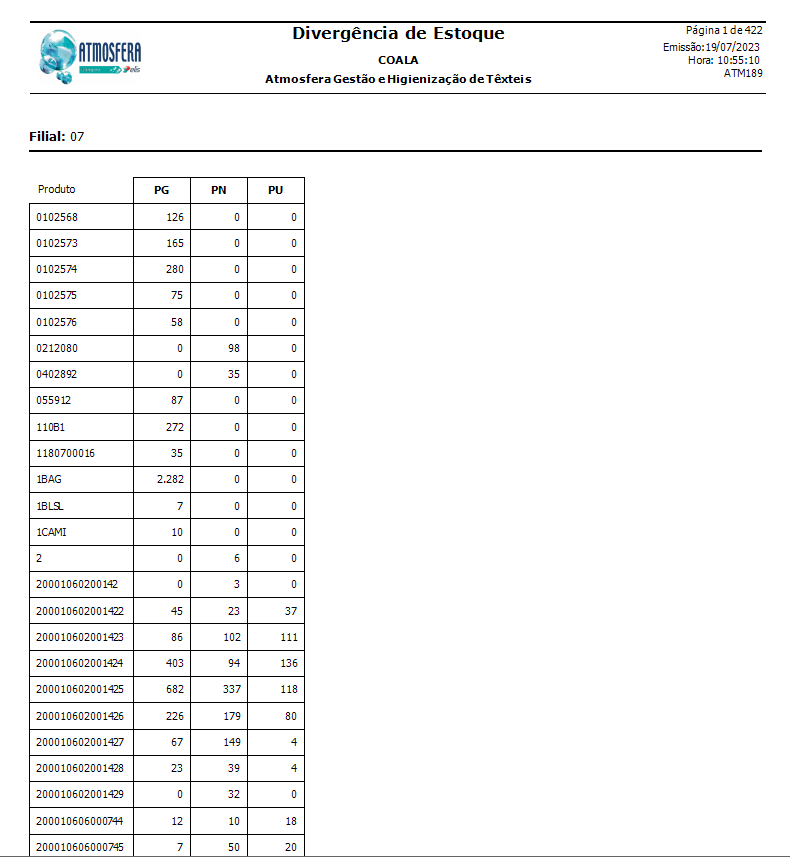 ATMOSFERA
elis
Divergência de Estoque
COALA
Atmosfera Gestão e Higienização de Têxteis
Página 1 de 422
Emissão:19/07/2023
Hora: 10:55:10
ATM189
Filial: 07
Produto PG PN PU
0102568 126 0 0
0102573 165 0 0
0102574 280 0 0
0102575 75 0 0
0102576 58 0 0
0212080 0 98 0
0402892 0 35 0
055912 87 0 0
110B1 272 0 0
1180700016 35 0 0
1BAG 2.282 0 0
1BLSL 7 0 0
1CAMI 10 0 0
2 0 6 0
20001060200142 0 3 0
200010602001422 45 23 37
200010602001423 86 102 111
200010602001424 403 94 136
200010602001425 682 337 118
200010602001426 226 179 80
200010602001427 67 149 4
200010602001428 23 39 4
200010602001429 0 32 0
200010606000744 12 10 18
200010606000745 7 50 20